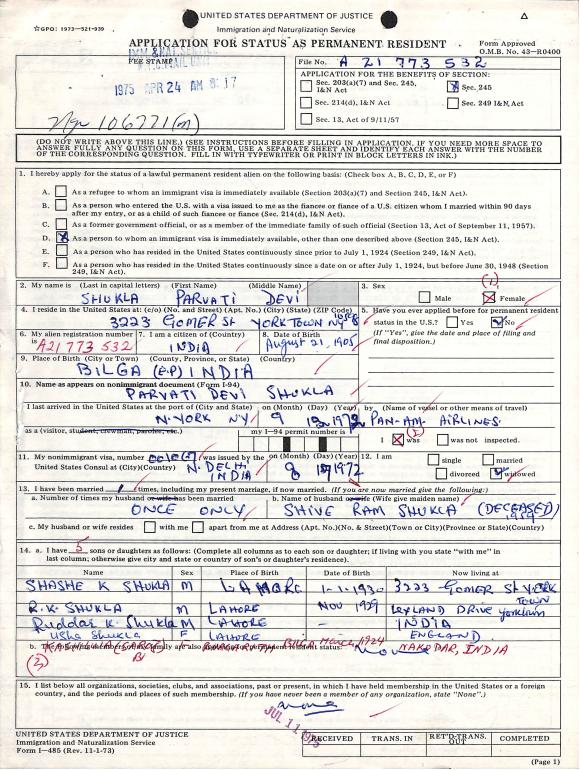 ☆GPO: 1973—521-939
UNITED STATES DEPARTMENT OF JUSTICE
Immigration and Naturalization Service
APPLICATION FOR STATUS AS PERMANENT RESIDENT
Form Approved
O.M.B. No. 43—R0400
FEE STAMP
IMM & NAT. SERVICE
1975 APR 24 AM 8 17
106771(m)
File No. A 21 773 532
APPLICATION FOR THE BENEFITS OF SECTION:
Sec. 203(a)(7) and Sec. 245, I&N Act
Sec. 245
Sec. 214(d), I&N Act
Sec. 249 I&N Act
Sec. 13, Act of 9/11/57
(DO NOT WRITE ABOVE THIS LINE.) (SEE INSTRUCTIONS BEFORE FILLING IN APPLICATION. IF YOU NEED MORE SPACE TO
ANSWER FULLY ANY QUESTION ON THIS FORM, USE A SEPARATE SHEET AND IDENTIFY EACH ANSWER WITH THE NUMBER
OF THE CORRESPONDING QUESTION. FILL IN WITH TYPEWRITER OR PRINT IN BLOCK LETTERS IN INK.)
1. I hereby apply for the status of a lawful permanent resident alien on the following basis: (Check box A, B, C, D, E, or F)
A. As a refugee to whom an immigrant visa is immediately available (Section 203(a)(7) and Section 245, I&N Act).
B. As a person who entered the U.S. with a visa issued to me as the fiancee or fiance of a U.S. citizen whom I married within 90 days
after my entry, or as a child of such fiancee or fiance (Sec. 214(d), I&N Act).
C. As a former government official, or as a member of the immediate family of such official (Section 13, Act of September 11, 1957).
D. As a person to whom an immigrant visa is immediately available, other than one described above (Section 245, I&N Act).
E. As a person who has resided in the United States continuously since prior to July 1, 1924 (Section 249, I&N Act).
F. As a person who has resided in the United States continuously since a date on or after July 1, 1924, but before June 30, 1948 (Section
249, I&N Act).
2. My name is (Last in capital letters) (First Name) (Middle Name)
SHUKLA PARVATI DEVI
3. Sex
Male Female
(1)
4. I reside in the United States at: (c/o) (No. and Street) (Apt. No.) (City) (State) (ZIP Code)
3223 GOMER ST YORKTOWN NY 10598
5. Have you ever applied before for permanent resident
status in the U.S.? Yes No
(If "Yes", give the date and place of filing and
final disposition.)
6. My alien registration number is
A21 773 532
7. I am a citizen of (Country)
INDIA
8. Date of Birth
August 21, 1905
9. Place of Birth (City or Town) (County, Province, or State) (Country)
BILGA (E.P) INDIA
10. Name as appears on nonimmigrant document (Form I-94)
PARVATI DEVI SHUKLA
I last arrived in the United States at the port of (City and State) on (Month) (Day) (Year) by (Name of vessel or other means of travel)
N.YORK NY 9 1972 PAN-AM. AIRLINES.
as a (visitor, student, crewman, parolee, etc.) my I-94 permit number is I was was not inspected.
11. My nonimmigrant visa, number was issued by the on (Month) (Day) (Year)
United States Consul at (City)(Country)
N. DELHI INDIA 1972
12. I am single married divorced widowed
13. I have been married 1 times, including my present marriage, if now married. (If you are now married give the following:)
a. Number of times my husband or wife has been married
ONCE ONLY
b. Name of husband or wife (Wife give maiden name)
SHIVE RAM SHUKLA (DECEASED)
c. My husband or wife resides with me apart from me at Address (Apt. No.)(No. & Street)(Town or City)(Province or State)(Country)
14. a. I have 5 sons or daughters as follows: (Complete all columns as to each son or daughter; if living with you state "with me" in
last column; otherwise give city and state or country of son's or daughter's residence).
Name Sex Place of Birth Date of Birth Now living at
SHASHE K SHUKLA M LAHORE 1-1-1930 3223 GOMER ST YORK TOWN
R.K. SHUKLA M LAHORE NOV 1929 LEYLAND DRIVE Yorktown
Ruddar K. Shukla M LAHORE - INDIA
Usha Shukla F LAHORE ENGLAND
1924 NAKODAR, INDIA
b. The following members of my family are also applying for permanent resident status:
None
(2)
15. I list below all organizations, societies, clubs, and associations, past or present, in which I have held membership in the United States or a foreign
country, and the periods and places of such membership. (If you have never been a member of any organization, state "None".)
None
JUL 11 1975
UNITED STATES DEPARTMENT OF JUSTICE
Immigration and Naturalization Service
Form I—485 (Rev. 11-1-73)
RECEIVED TRANS. IN RET'D-TRANS. OUT COMPLETED
(Page 1)